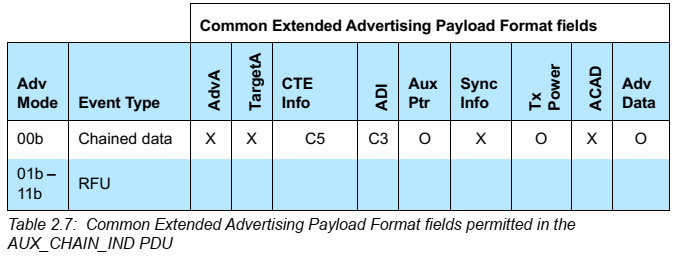 Common Extended Advertising Payload Format fields
Adv Mode Event Type AdvA TargetA CTE Info ADI Aux Ptr Sync Info Tx Power ACAD Adv Data
00b Chained data X X C5 C3 O X O X O
01b – 11b RFU
Table 2.7: Common Extended Advertising Payload Format fields permitted in the
AUX_CHAIN_IND PDU